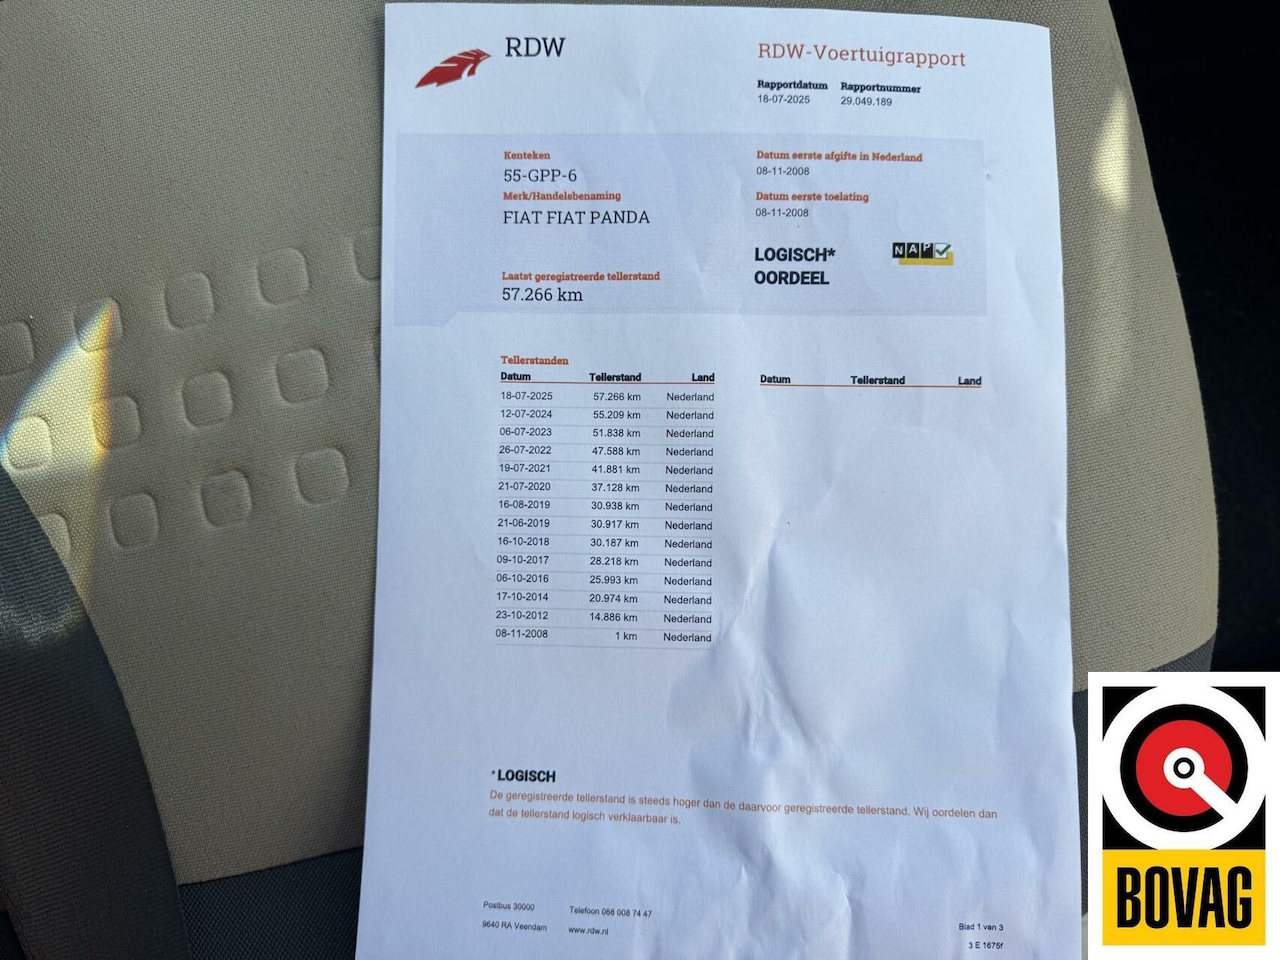 RDW
RDW-Voertuigrapport
Rapportdatum Rapportnummer
18-07-2025 29.049.189
Kenteken
55-GPP-6
Merk/Handelsbenaming
FIAT FIAT PANDA
Laatst geregistreerde tellerstand
57.266 km
Datum eerste afgifte in Nederland
08-11-2008
Datum eerste toelating
08-11-2008
LOGISCH*
OORDEEL
NAP
Tellerstanden
Datum Tellerstand Land
18-07-2025 57.266 km Nederland
12-07-2024 55.209 km Nederland
06-07-2023 51.838 km Nederland
26-07-2022 47.588 km Nederland
19-07-2021 41.881 km Nederland
21-07-2020 37.128 km Nederland
16-08-2019 30.938 km Nederland
21-06-2019 30.917 km Nederland
16-10-2018 30.187 km Nederland
09-10-2017 28.218 km Nederland
06-10-2016 25.993 km Nederland
17-10-2014 20.974 km Nederland
23-10-2012 14.886 km Nederland
08-11-2008 1 km Nederland
Datum Tellerstand Land
*LOGISCH
De geregistreerde tellerstand is steeds hoger dan de daarvoor geregistreerde tellerstand. Wij oordelen dan
dat de tellerstand logisch verklaarbaar is.
Postbus 30000 Telefoon 088 008 74 47
9640 RA Veendam www.rdw.nl
Blad 1 van 3
3 E 1675f
BOVAG